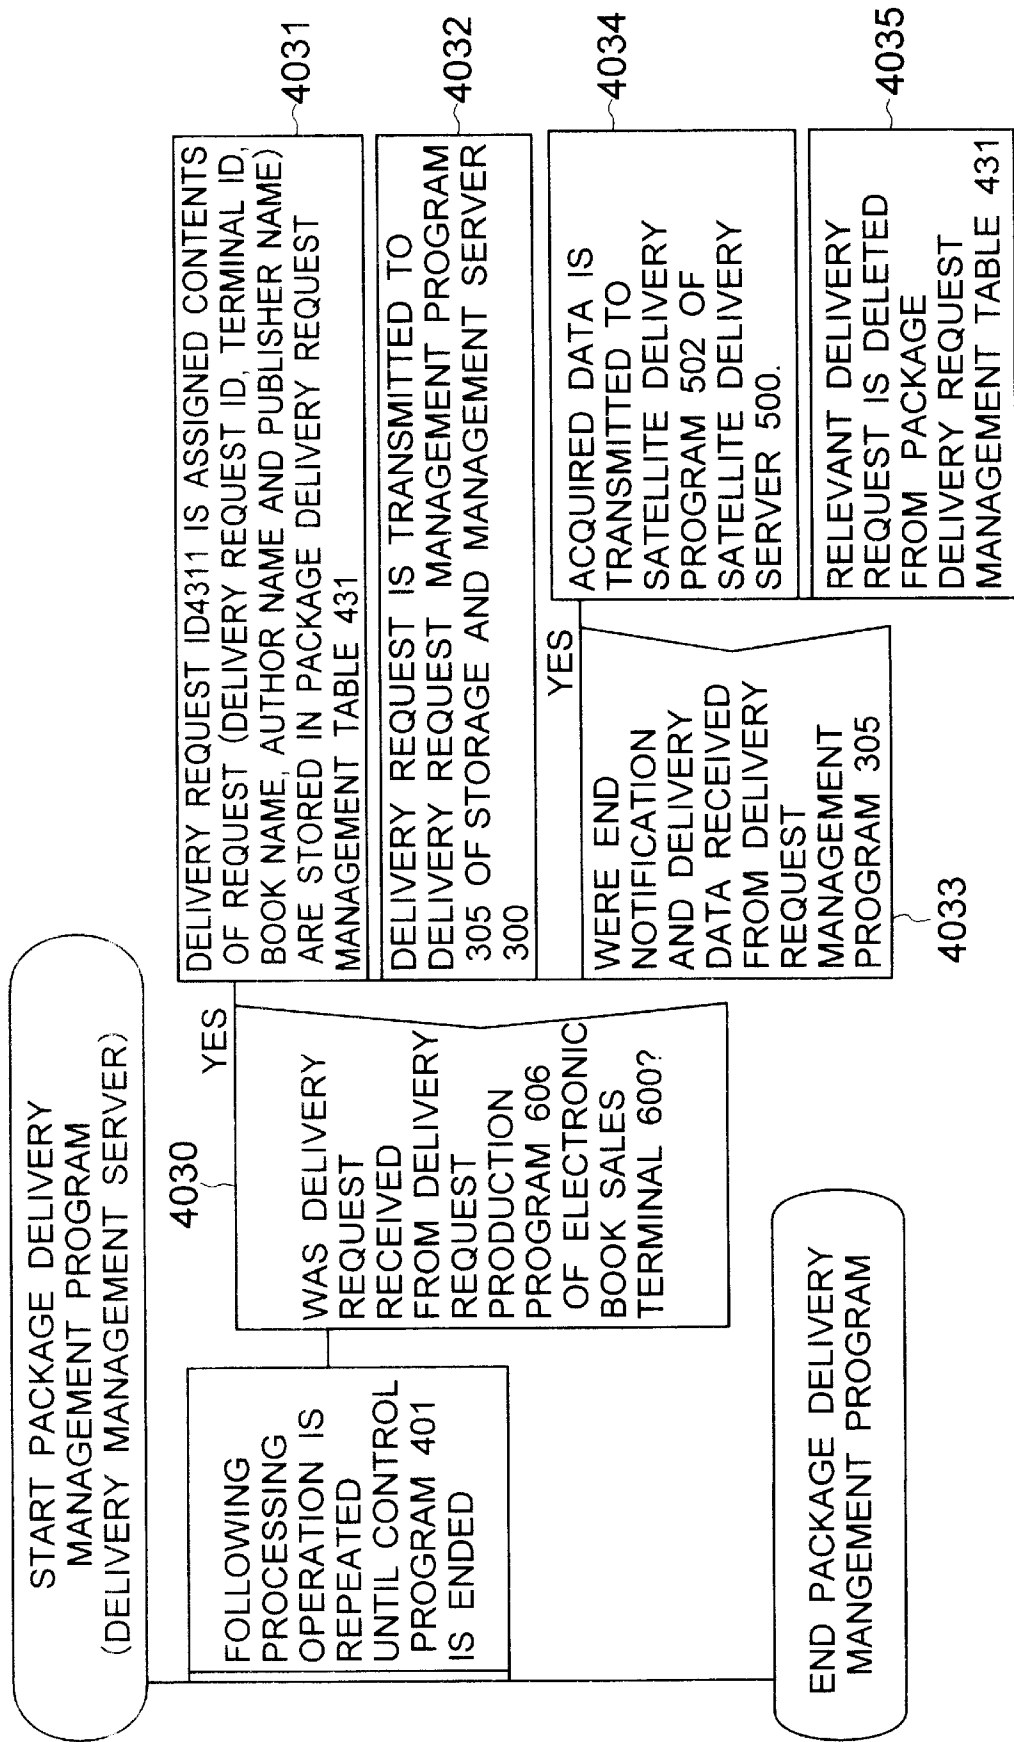 START PACKAGE DELIVERY
MANAGEMENT PROGRAM
(DELIVERY MANAGEMENT SERVER)
FOLLOWING
PROCESSING
OPERATION IS
REPEATED
UNTIL CONTROL
PROGRAM 401
IS ENDED
4030
YES
WAS DELIVERY
REQUEST
RECEIVED
FROM DELIVERY
REQUEST
PRODUCTION
PROGRAM 606
OF ELECTRONIC
BOOK SALES
TERMINAL 600?
DELIVERY REQUEST ID4311 IS ASSIGNED CONTENTS
OF REQUEST (DELIVERY REQUEST ID, TERMINAL ID,
BOOK NAME, AUTHOR NAME AND PUBLISHER NAME)
ARE STORED IN PACKAGE DELIVERY REQUEST
MANAGEMENT TABLE 431
4031
DELIVERY REQUEST IS TRANSMITTED TO
DELIVERY REQUEST MANAGEMENT PROGRAM
305 OF STORAGE AND MANAGEMENT SERVER
300
4032
YES
WERE END
NOTIFICATION
AND DELIVERY
DATA RECEIVED
FROM DELIVERY
REQUEST
MANAGEMENT
PROGRAM 305
4033
ACQUIRED DATA IS
TRANSMITTED TO
SATELLITE DELIVERY
PROGRAM 502 OF
SATELLITE DELIVERY
SERVER 500.
4034
RELEVANT DELIVERY
REQUEST IS DELETED
FROM PACKAGE
DELIVERY REQUEST
MANAGEMENT TABLE 431
4035
END PACKAGE DELIVERY
MANGEMENT PROGRAM